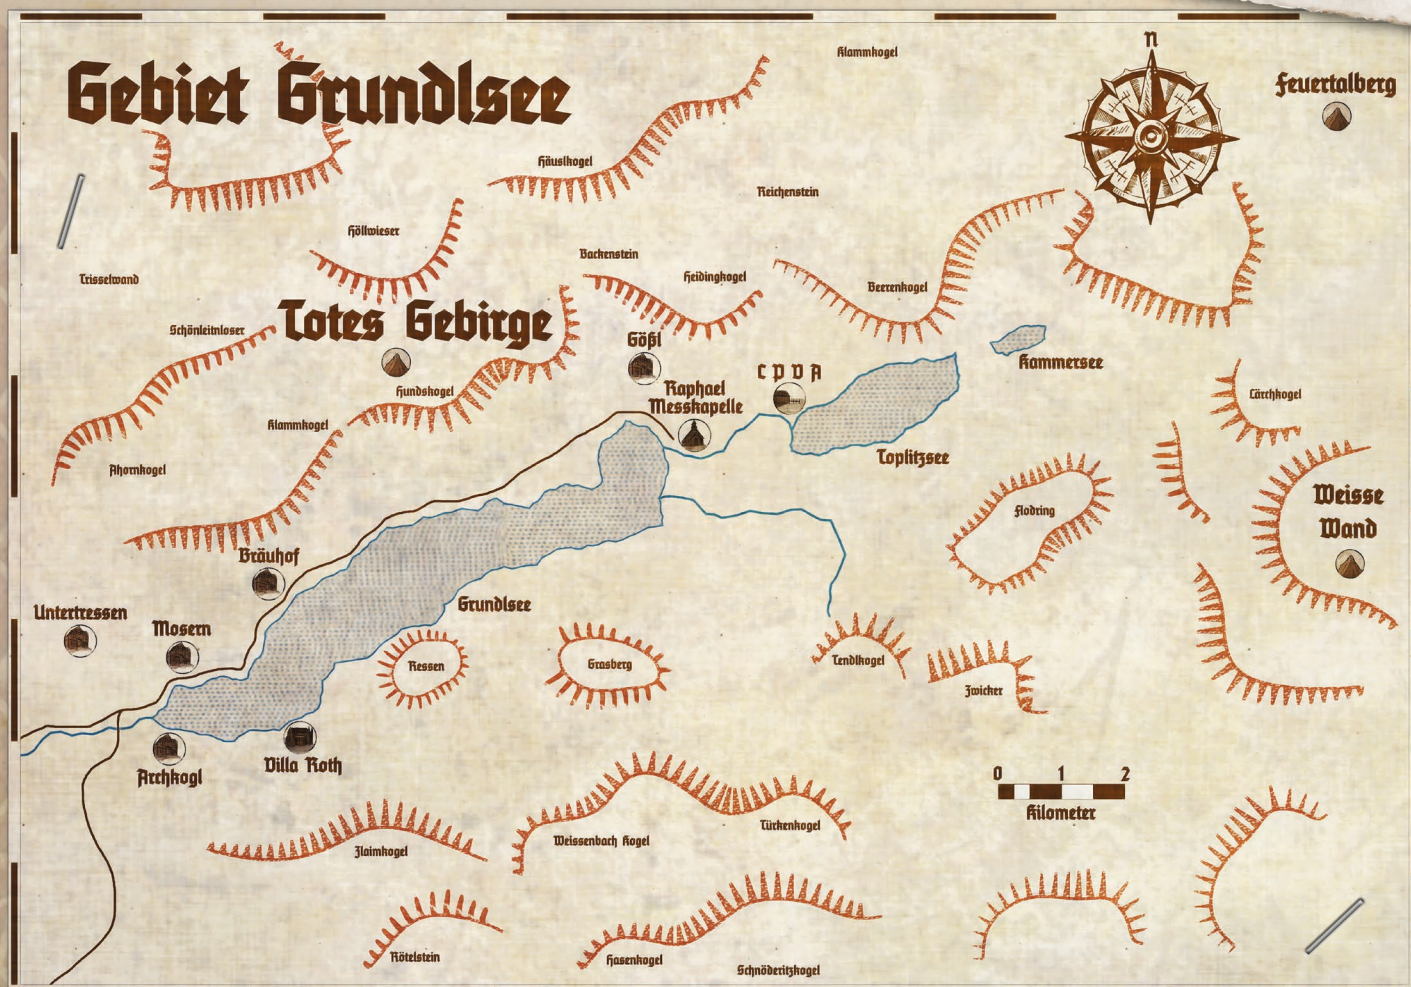 Klammkogel
n
Gebiet Grundlsee
Feuertalberg
Häuslkogel
Reichenstein
Höllwieser
Backenstein
Trisselwand
Heidingkogel
Beerenkogel
Schönleitnloser
Totes Gebirge
Gößl
Kammersee
C P V A
Raphael
Messkapelle
Hundskogel
Lärchkogel
Klammkogel
Toplitzsee
Ahornkogel
Weisse
Wand
Flodring
Bräuhof
Grundlsee
Untertressen
Mosern
Ressen
Grasberg
Tendlkogel
Zwicker
Villa Roth
Archkogl
0 1 2
Kilometer
Türkenkogel
Weissenbach Kogel
Zlaimkogel
Rötelstein
Hasenkogel
Schnöderitzkogel